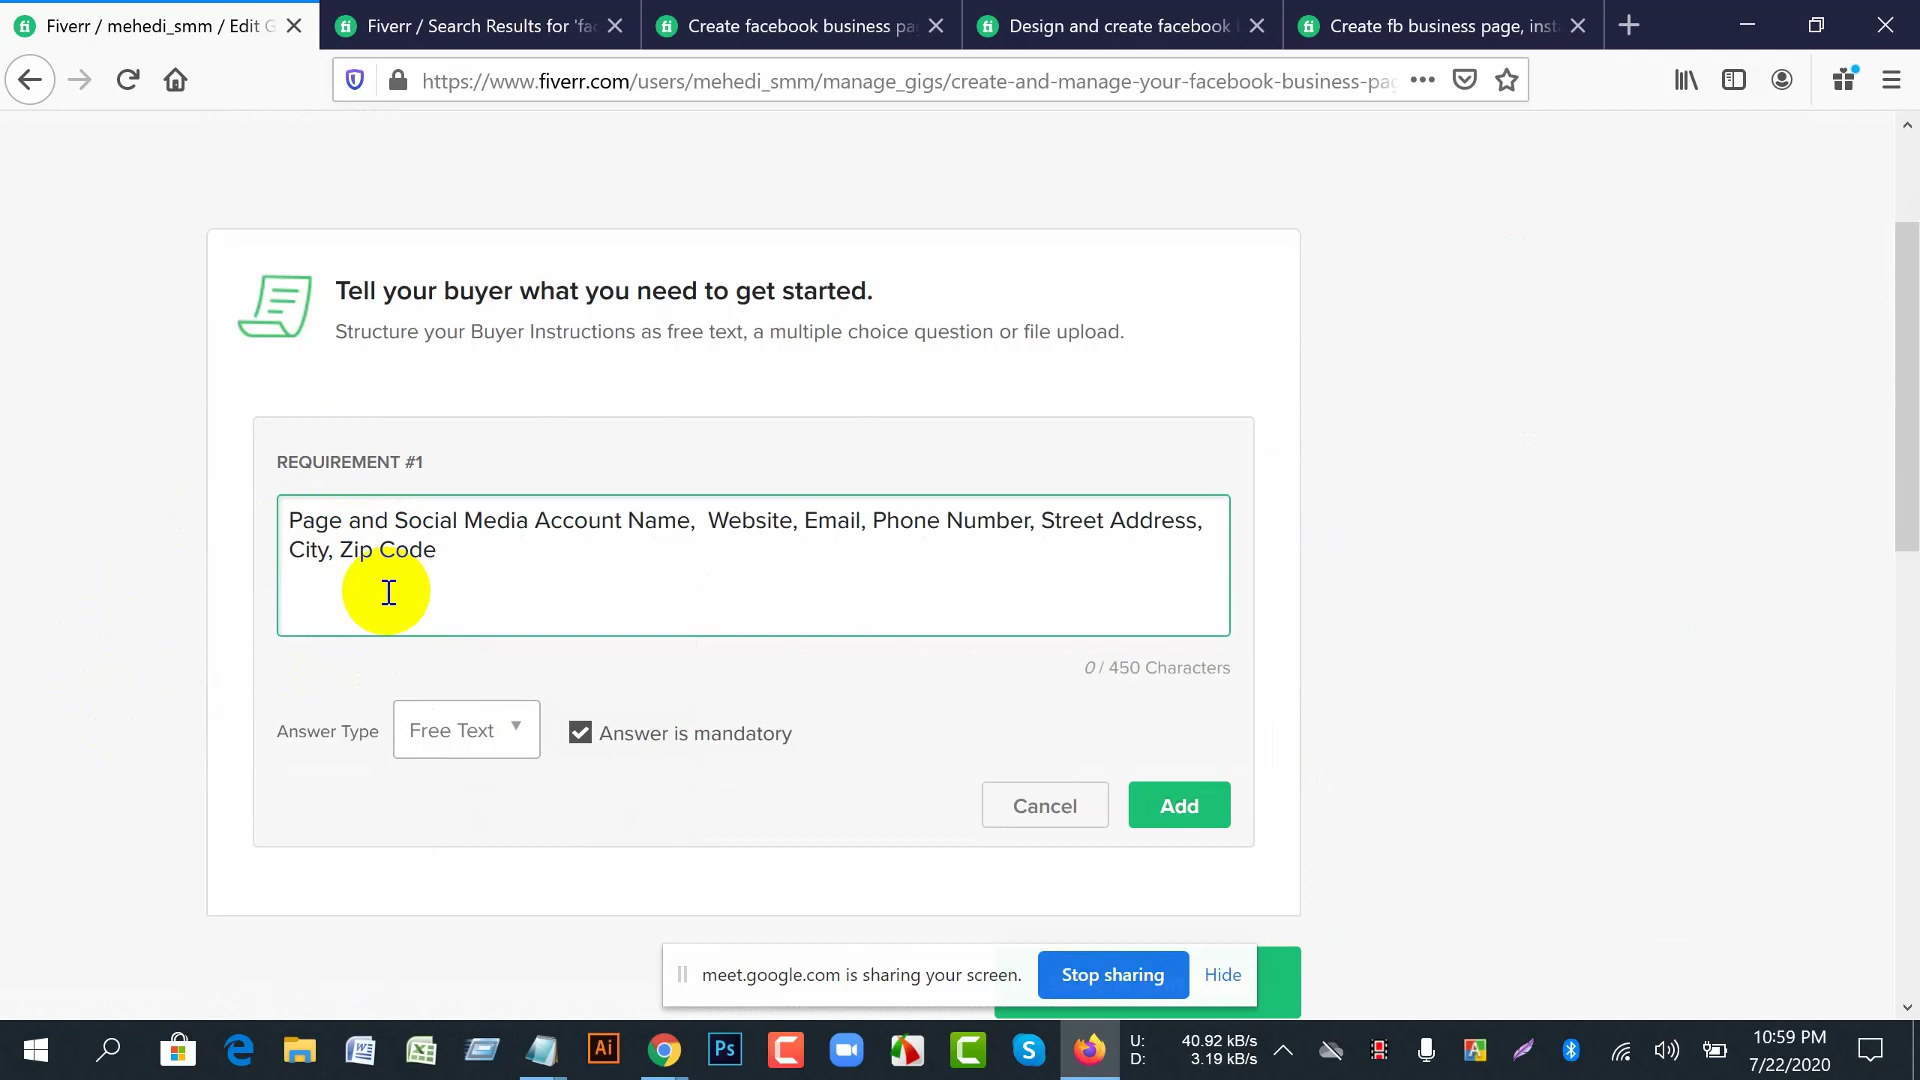 Fiverr / mehedi_smm / Edit G
Fiverr / Search Results for 'fac
Create facebook business pa
Design and create facebook
Create fb business page, inst
https://www.fiverr.com/users/mehedi_smm/manage_gigs/create-and-manage-your-facebook-business-pag
Tell your buyer what you need to get started.
Structure your Buyer Instructions as free text, a multiple choice question or file upload.
REQUIREMENT #1
Page and Social Media Account Name,  Website, Email, Phone Number, Street Address,
City, Zip Code
0 / 450 Characters
Answer Type
Free Text
Answer is mandatory
Cancel
Add
meet.google.com is sharing your screen.
Stop sharing
Hide
Ai
Ps
U: 40.92 kB/s
D: 3.19 kB/s
10:59 PM
7/22/2020